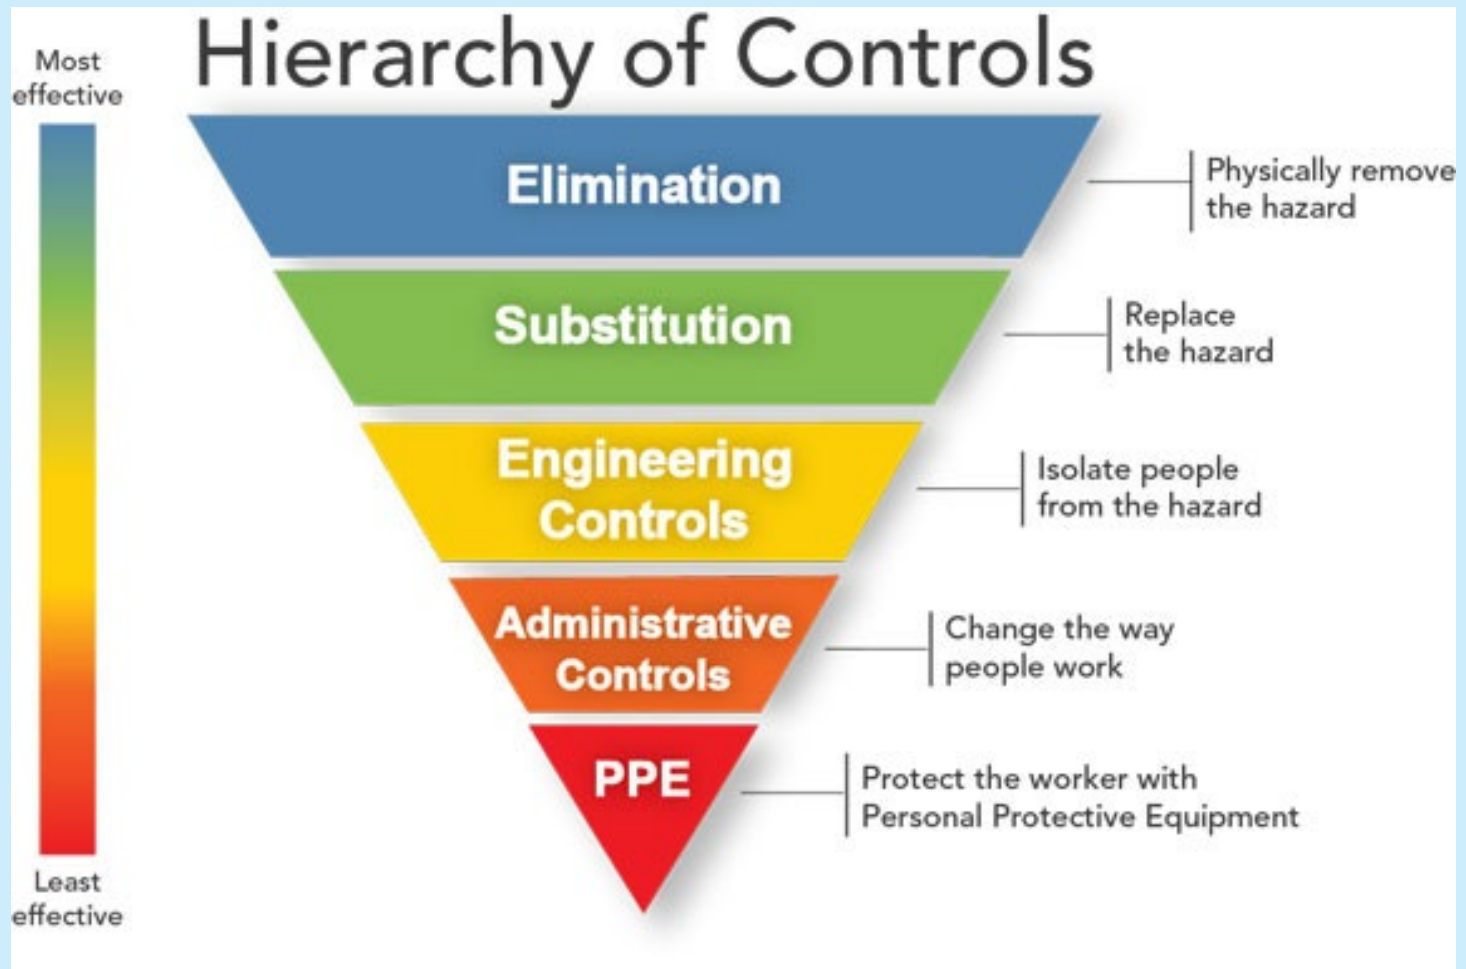 Hierarchy of Controls
Most
effective
Elimination
Physically remove
the hazard
Substitution
Replace
the hazard
Engineering
Controls
Isolate people
from the hazard
Administrative
Controls
Change the way
people work
PPE
Protect the worker with
Personal Protective Equipment
Least
effective